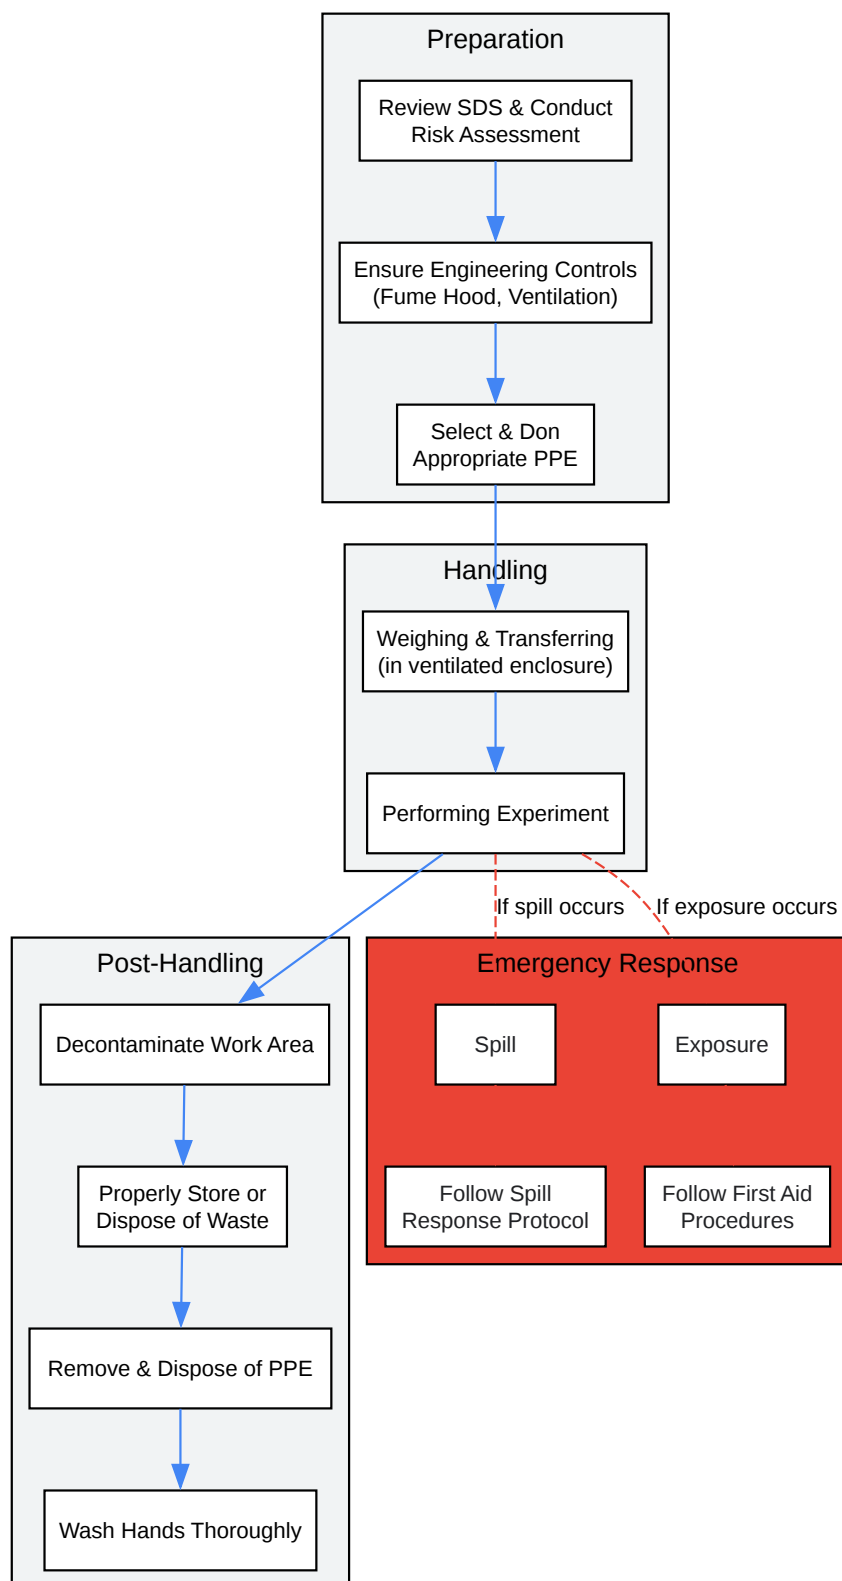 Preparation
Review SDS & Conduct
Risk Assessment
Ensure Engineering Controls
(Fume Hood, Ventilation)
Select & Don
Appropriate PPE
Handling
Weighing & Transferring
(in ventilated enclosure)
Performing Experiment
If spill occurs
If exposure occurs
Post-Handling
Decontaminate Work Area
Properly Store or
Dispose of Waste
Remove & Dispose of PPE
Wash Hands Thoroughly
Emergency Response
Spill
Exposure
Follow Spill
Response Protocol
Follow First Aid
Procedures